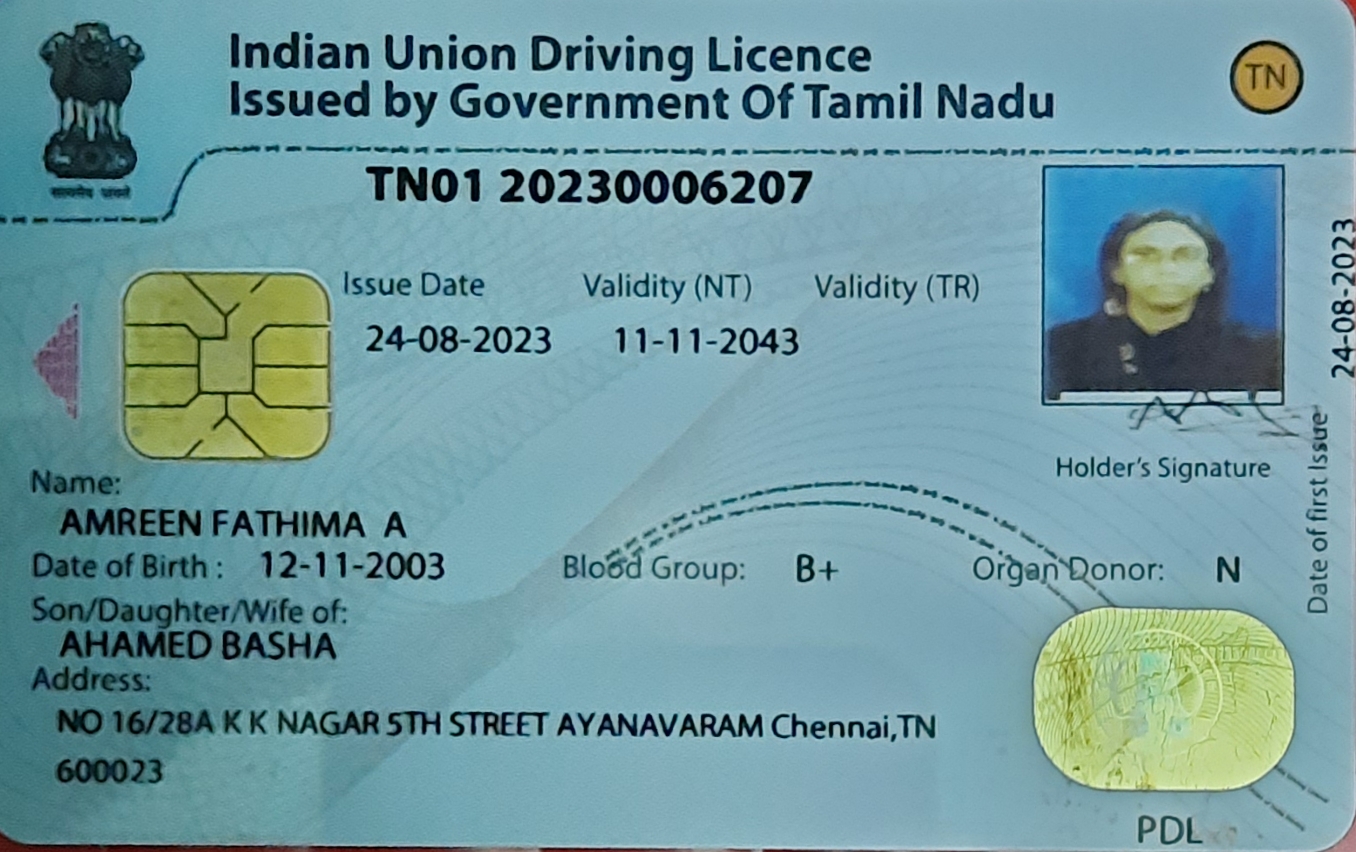 Indian Union Driving Licence
Issued by Government Of Tamil Nadu
TN
TN01 20230006207
Issue Date Validity (NT) Validity (TR)
24-08-2023 11-11-2043
Holder's Signature
Date of first Issue 24-08-2023
Name:
AMREEN FATHIMA A
Date of Birth : 12-11-2003 Blood Group: B+ Organ Donor: N
Son/Daughter/Wife of:
AHAMED BASHA
Address:
NO 16/28A K K NAGAR 5TH STREET AYANAVARAM Chennai,TN
600023
PDL